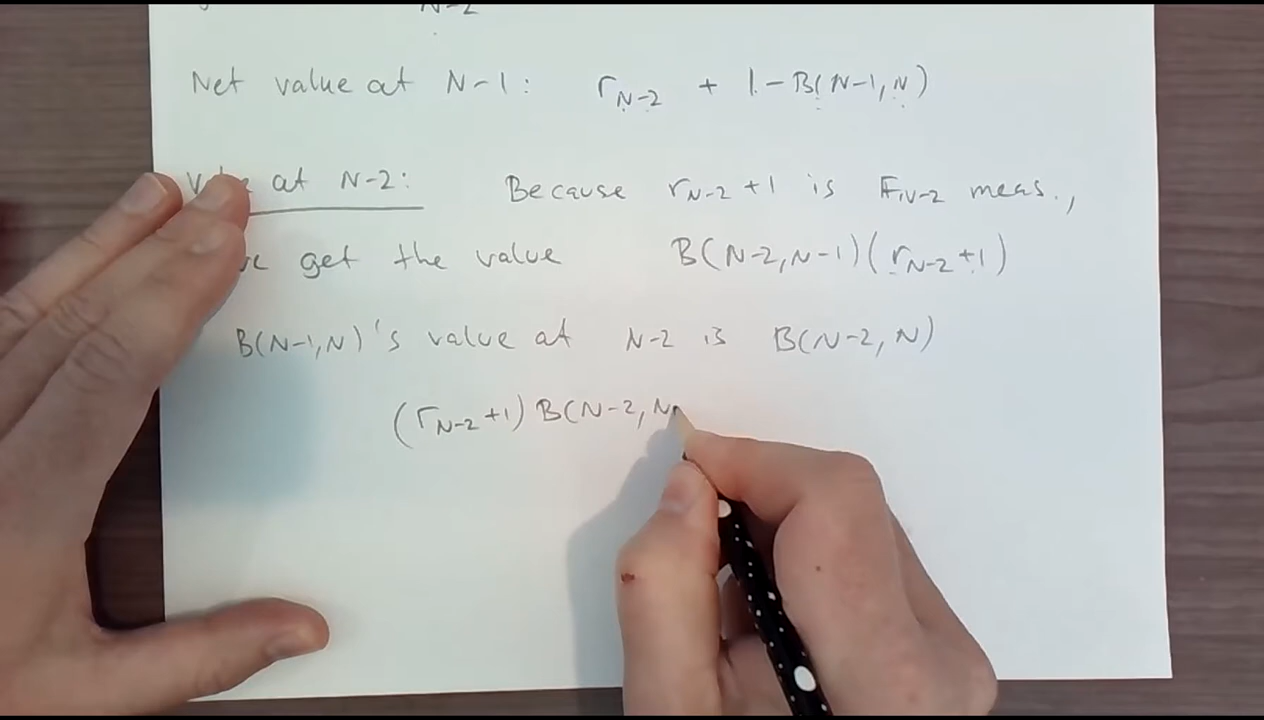 N-2
Net value at N-1: r_{N-2} + 1-B(N-1,N)
at N-2: Because r_{N-2}+1 is F_{N-2} meas.,
get the value B(N-2,N-1)(r_{N-2}+1)
B(N-1,N)'s value at N-2 is B(N-2,N)
(r_{N-2}+1)B(N-2,N